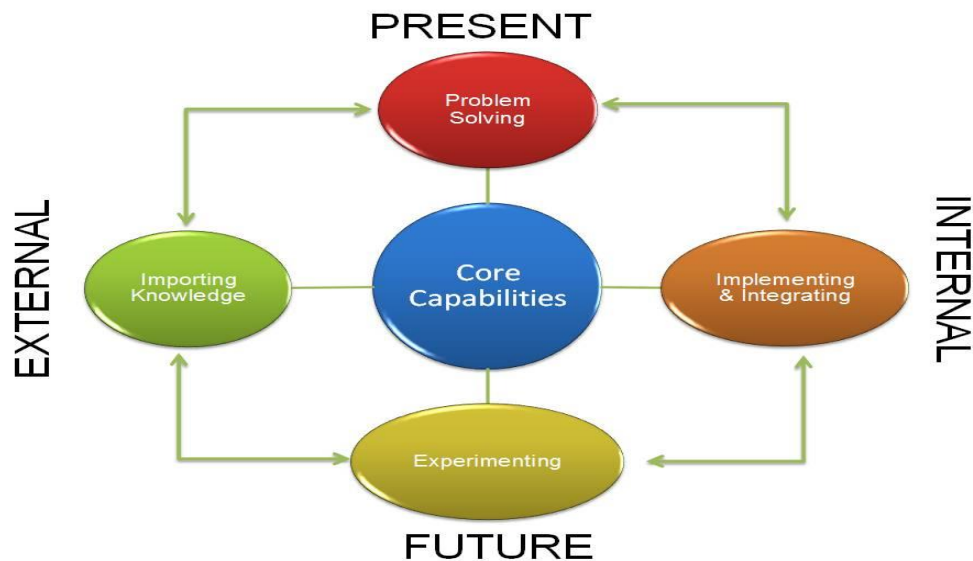 PRESENT
Problem
Solving
EXTERNAL
Importing
Knowledge
Core
Capabilities
Implementing
& Integrating
INTERNAL
Experimenting
FUTURE